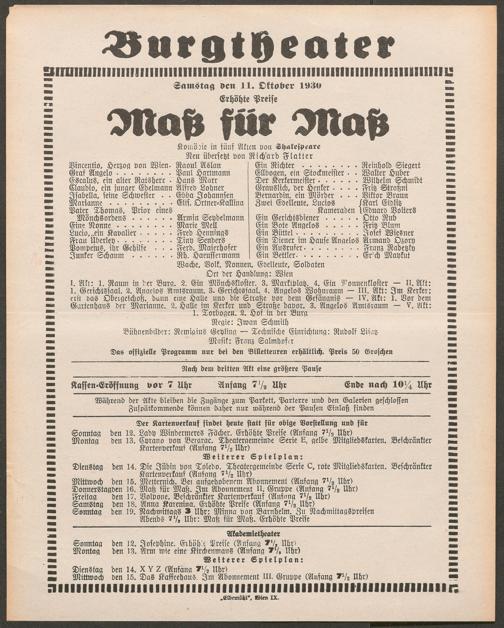 Burgtheater
Samstag den 11. Oktober 1930
Erhöhte Preise
Maß für Maß
Komödie in fünf Akten von Shakespeare
Neu übersetzt von Richard Flatter
Vincentio, Herzog von Wien. Raoul Aslan
Graf Angelo . . . . . . . . Paul Hartmann
Escalus, ein alter Ratsherr . Hans Marr
Claudio, ein junger Edelmann Alfred Lohner
Isabella, seine Schwester . . Ebba Johannsen
Marianne . . . . . . . . Elis. Ortner-Kallina
Pater Thomas, Prior eines
Mönchsordens . . . . . . Armin Seydelmann
Eine Nonne . . . . . . . Marie Mell
Lucio, ein Kavalier . . . . Fred Hennings
Frau Überley . . . . . . Tiny Senders
Pompejus, ihr Gehilfe . . . Ferd. Maierhofer
Junker Schaum . . . . . Ph. Zeska
Ein Richter . . . . . . . . Reinhold Siegert
Ellbogen, ein Stockmeister . . Walter Huber
Der Kerkermeister . . . . . Wilhelm Schmidt
Grauslich, der Henker . . . . Fritz Straßni
Bernardin, ein Mörder . . . Franz Herterich
Zwei Edelleute, Lucios Karl Eidlitz
Kameraden
Ein Gerichtsdiener . . . . . Otto Rub
Ein Bote Angelos . . . . . Fritz Blum
Ein Büttel . . . . . . . . Josef Wiesner
Ein Diener im Hause Angelos Armand Ozory
Ein Ausrufer . . . . . . . Franz Radetzky
Ein Bettler . . . . . . . . Erich Maykut
Wache, Volk, Nonnen, Edelleute, Soldaten
Ort der Handlung: Wien
I. Akt: 1. Raum in der Burg. 2. Ein Mönchskloster. 3. Marktplatz. 4. Ein Nonnenkloster — II. Akt:
1. Gerichtssaal. 2. Angelos Amtsraum. 3. Gerichtssaal. 4. Angelos Wohnraum — III. Akt: Im Kerker;
erst das Obergeschoß, dann eine Halle und die Straße vor dem Gefängnis — IV. Akt: 1. Vor dem
Gartenhaus der Marianne. 2. Halle im Kerker und Straße davor. 3. Angelos Amtsraum — V. Akt:
1. Torbogen. 2. Hof in der Burg
Regie: Iwan Schmith
Bühnenbilder: Remigius Geyling — Technische Einrichtung: Rudolf Lisay
Musik: Franz Salmhofer
Das offizielle Programm nur bei den Billetteuren erhältlich. Preis 50 Groschen
Nach dem dritten Akt eine größere Pause
Kassen-Eröffnung vor 7 Uhr Anfang 7½ Uhr Ende nach 10¼ Uhr
Während der Akte bleiben die Zugänge zum Parkett, Parterre und den Galerien geschlossen
Zuspätkommende können daher nur während der Pausen Einlaß finden
Der Kartenverkauf findet heute statt für obige Vorstellung und für
Sonntag den 12. Lady Windermeres Fächer. Erhöhte Preise (Anfang 7½ Uhr)
Montag den 13. Cyrano von Bergerac. Theatergemeinde Serie E, gelbe Mitgliedskarten. Beschränkter
Kartenverkauf (Anfang 7½ Uhr)
Weiterer Spielplan:
Dienstag den 14. Die Jüdin von Toledo. Theatergemeinde Serie C, rote Mitgliedskarten. Beschränkter
Kartenverkauf (Anfang 7½ Uhr)
Mittwoch den 15. Metternich. Bei aufgehobenem Abonnement (Anfang 7½ Uhr)
Donnerstag den 16. Maß für Maß. Im Abonnement II. Gruppe (Anfang 7½ Uhr)
Freitag den 17. Volpone. Beschränkter Kartenverkauf (Anfang 7½ Uhr)
Samstag den 18. Anna Karenina. Erhöhte Preise (Anfang 7½ Uhr)
Sonntag den 19. Nachmittags 3 Uhr: Minna von Barnhelm. Zu Nachmittagspreisen
Abends 7½ Uhr: Maß für Maß. Erhöhte Preise
Akademietheater
Sonntag den 12. Josephine. Erhöhte Preise (Anfang 7½ Uhr)
Montag den 13. Arm wie eine Kirchenmaus (Anfang 7½ Uhr)
Weiterer Spielplan:
Dienstag den 14. X Y Z (Anfang 7½ Uhr)
Mittwoch den 15. Das Kaffeehaus. Im Abonnement III. Gruppe (Anfang 7½ Uhr)
„Elbemühl", Wien IX.